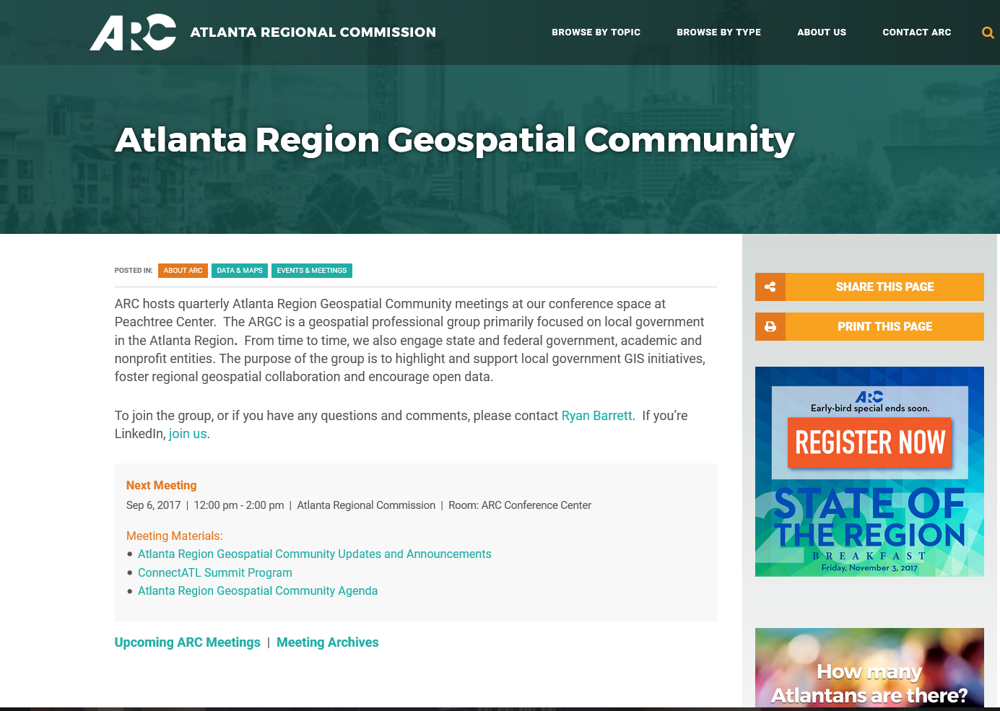 ARC ATLANTA REGIONAL COMMISSION
BROWSE BY TOPIC BROWSE BY TYPE ABOUT US CONTACT ARC
Atlanta Region Geospatial Community
POSTED IN: ABOUT ARC DATA & MAPS EVENTS & MEETINGS
ARC hosts quarterly Atlanta Region Geospatial Community meetings at our conference space at
Peachtree Center.  The ARGC is a geospatial professional group primarily focused on local government
in the Atlanta Region.  From time to time, we also engage state and federal government, academic and
nonprofit entities. The purpose of the group is to highlight and support local government GIS initiatives,
foster regional geospatial collaboration and encourage open data.
To join the group, or if you have any questions and comments, please contact Ryan Barrett.  If you’re
LinkedIn, join us.
Next Meeting
Sep 6, 2017 | 12:00 pm - 2:00 pm | Atlanta Regional Commission | Room: ARC Conference Center
Meeting Materials:
• Atlanta Region Geospatial Community Updates and Announcements
• ConnectATL Summit Program
• Atlanta Region Geospatial Community Agenda
Upcoming ARC Meetings | Meeting Archives
SHARE THIS PAGE
PRINT THIS PAGE
ARC
Early-bird special ends soon.
REGISTER NOW
2017
STATE OF
THE REGION
BREAKFAST
Friday, November 3, 2017
How many
Atlantans are there?